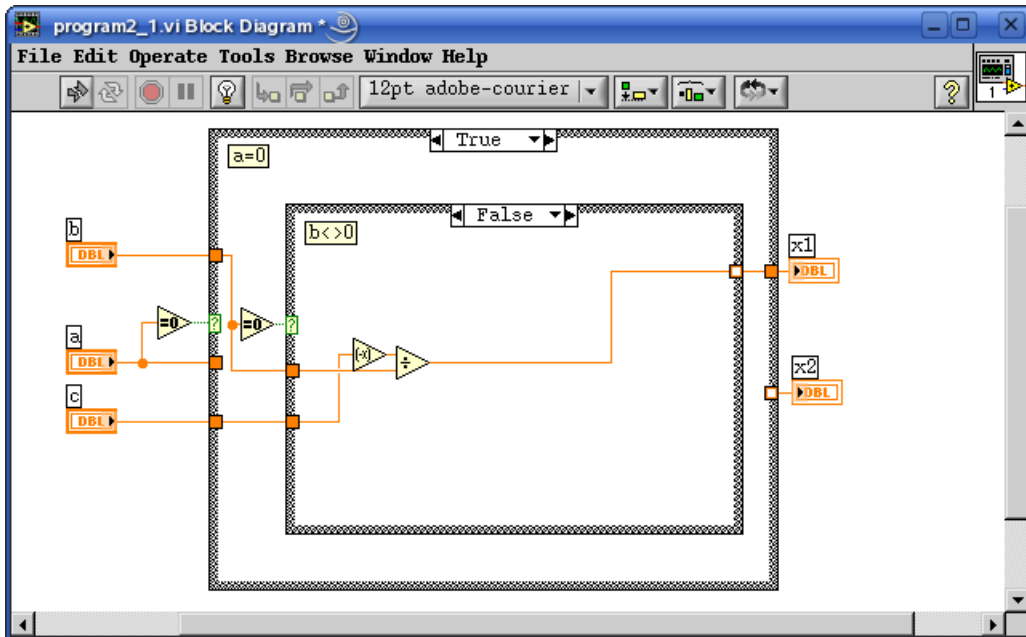 program2_1.vi Block Diagram *
File Edit Operate Tools Browse Window Help
12pt adobe-courier
?
1
True
a=0
False
b<>0
b
DBL
x1
DBL
=0
?
=0
?
a
DBL
(-x)
÷
x2
DBL
c
DBL